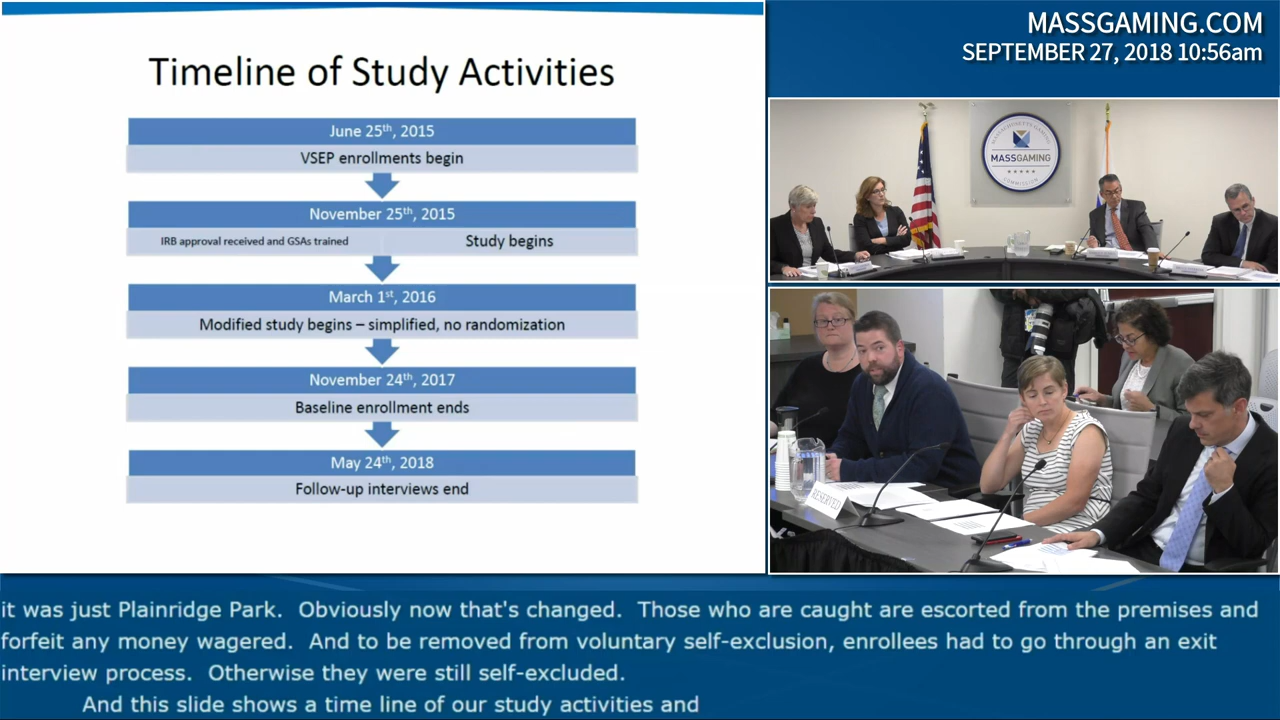 MASSGAMING.COM
SEPTEMBER 27, 2018 10:56am
Timeline of Study Activities
June 25th, 2015
VSEP enrollments begin
November 25th, 2015
IRB approval received and GSAs trained
Study begins
March 1st, 2016
Modified study begins – simplified, no randomization
November 24th, 2017
Baseline enrollment ends
May 24th, 2018
Follow-up interviews end
MASSGAMING
COMMISSION
RESERVED
it was just Plainridge Park.  Obviously now that's changed.  Those who are caught are escorted from the premises and
forfeit any money wagered.  And to be removed from voluntary self-exclusion, enrollees had to go through an exit
interview process.  Otherwise they were still self-excluded.
And this slide shows a time line of our study activities and